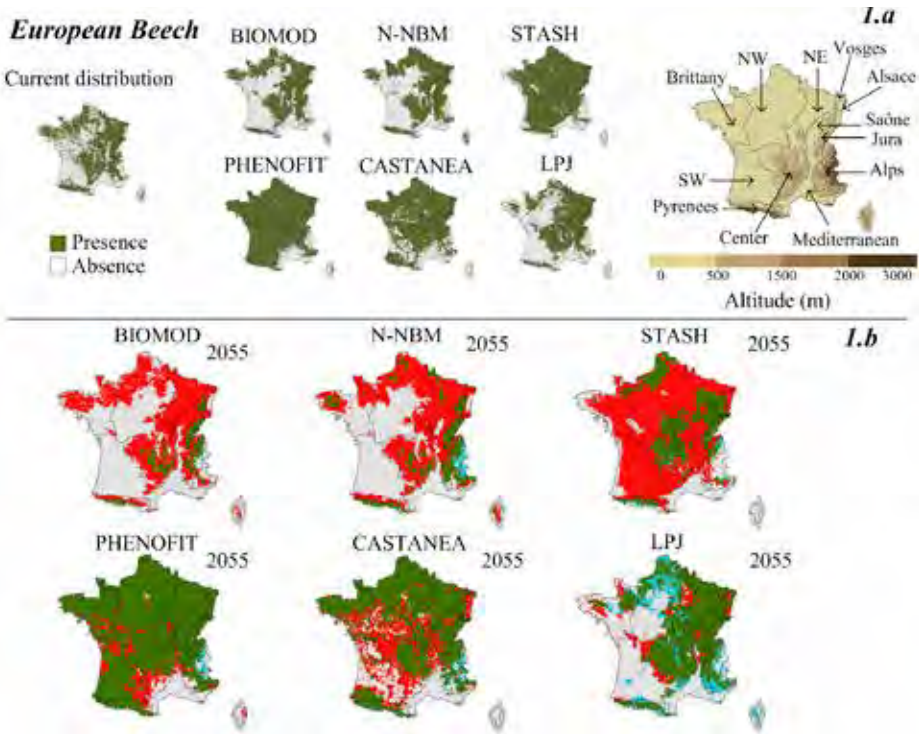 European Beech
1.a
BIOMOD N-NBM STASH
Current distribution
PHENOFIT CASTANEA LPJ
Presence
Absence
Brittany NW NE Vosges
Alsace
Saône
Jura
Alps
SW
Pyrenees
Center Mediterranean
0 500 1500 2000 3000
Altitude (m)
1.b
BIOMOD 2055 N-NBM 2055 STASH 2055
PHENOFIT 2055 CASTANEA 2055 LPJ 2055